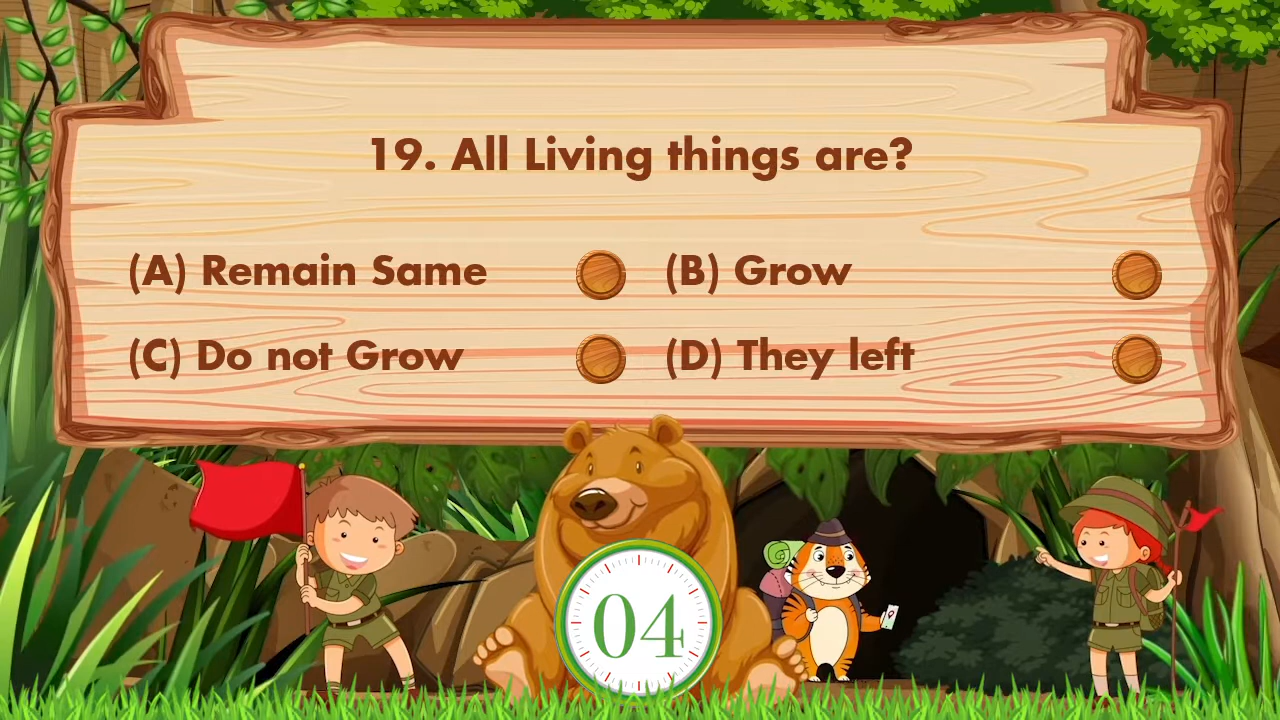 19. All Living things are?
(A) Remain Same (B) Grow
(C) Do not Grow (D) They left
04